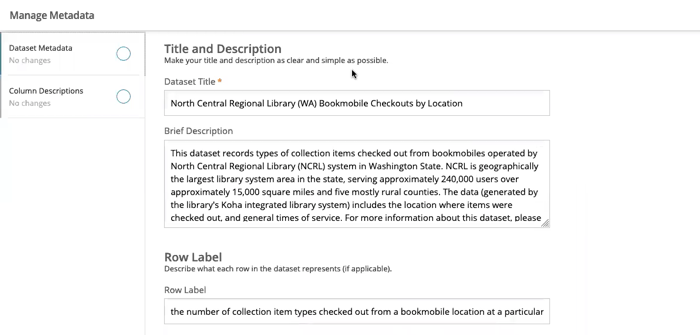 Manage Metadata
Dataset Metadata
No changes
Column Descriptions
No changes
Title and Description
Make your title and description as clear and simple as possible.
Dataset Title *
North Central Regional Library (WA) Bookmobile Checkouts by Location
Brief Description
This dataset records types of collection items checked out from bookmobiles operated by
North Central Regional Library (NCRL) system in Washington State. NCRL is geographically
the largest library system area in the state, serving approximately 240,000 users over
approximately 15,000 square miles and five mostly rural counties. The data (generated by
the library's Koha integrated library system) includes the location where items were
checked out, and general times of service. For more information about this dataset, please
Row Label
Describe what each row in the dataset represents (if applicable).
Row Label
the number of collection item types checked out from a bookmobile location at a particular